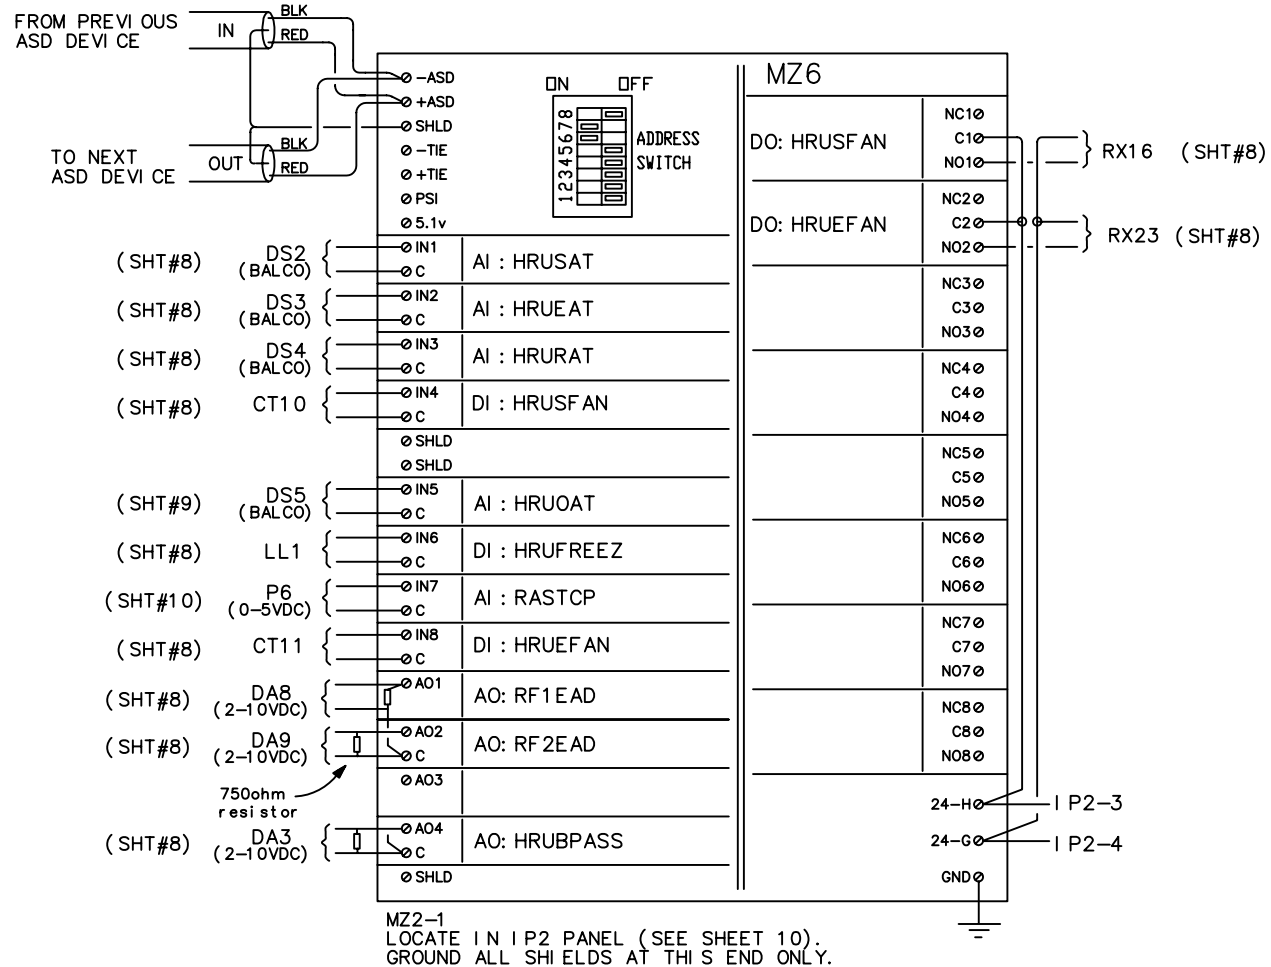 FROM PREVIOUS
ASD DEVICE
IN
BLK
RED
TO NEXT
ASD DEVICE
OUT
BLK
RED
-ASD
+ASD
SHLD
-TIE
+TIE
PSI
5.1v
ON OFF
12345678
ADDRESS
SWITCH
(SHT#8) DS2 IN1 AI: HRUSAT
(BALCO) C
(SHT#8) DS3 IN2 AI: HRUEAT
(BALCO) C
(SHT#8) DS4 IN3 AI: HRURAT
(BALCO) C
(SHT#8) CT10 IN4 DI: HRUSFAN
C
SHLD
SHLD
(SHT#9) DS5 IN5 AI: HRUOAT
(BALCO) C
(SHT#8) LL1 IN6 DI: HRUFREEZ
C
(SHT#10) P6 IN7 AI: RASTCP
(0-5VDC) C
(SHT#8) CT11 IN8 DI: HRUEFAN
C
(SHT#8) DA8 AO1 AO: RF1EAD
(2-10VDC)
(SHT#8) DA9 AO2 AO: RF2EAD
(2-10VDC) C
AO3
750ohm
resistor
(SHT#8) DA3 AO4 AO: HRUBPASS
(2-10VDC) C
SHLD
MZ6
NC1
DO: HRUSFAN C1
NO1
RX16 (SHT#8)
NC2
DO: HRUEFAN C2
NO2
RX23 (SHT#8)
NC3
C3
NO3
NC4
C4
NO4
NC5
C5
NO5
NC6
C6
NO6
NC7
C7
NO7
NC8
C8
NO8
24-H IP2-3
24-G IP2-4
GND
MZ2-1
LOCATE IN IP2 PANEL (SEE SHEET 10).
GROUND ALL SHIELDS AT THIS END ONLY.